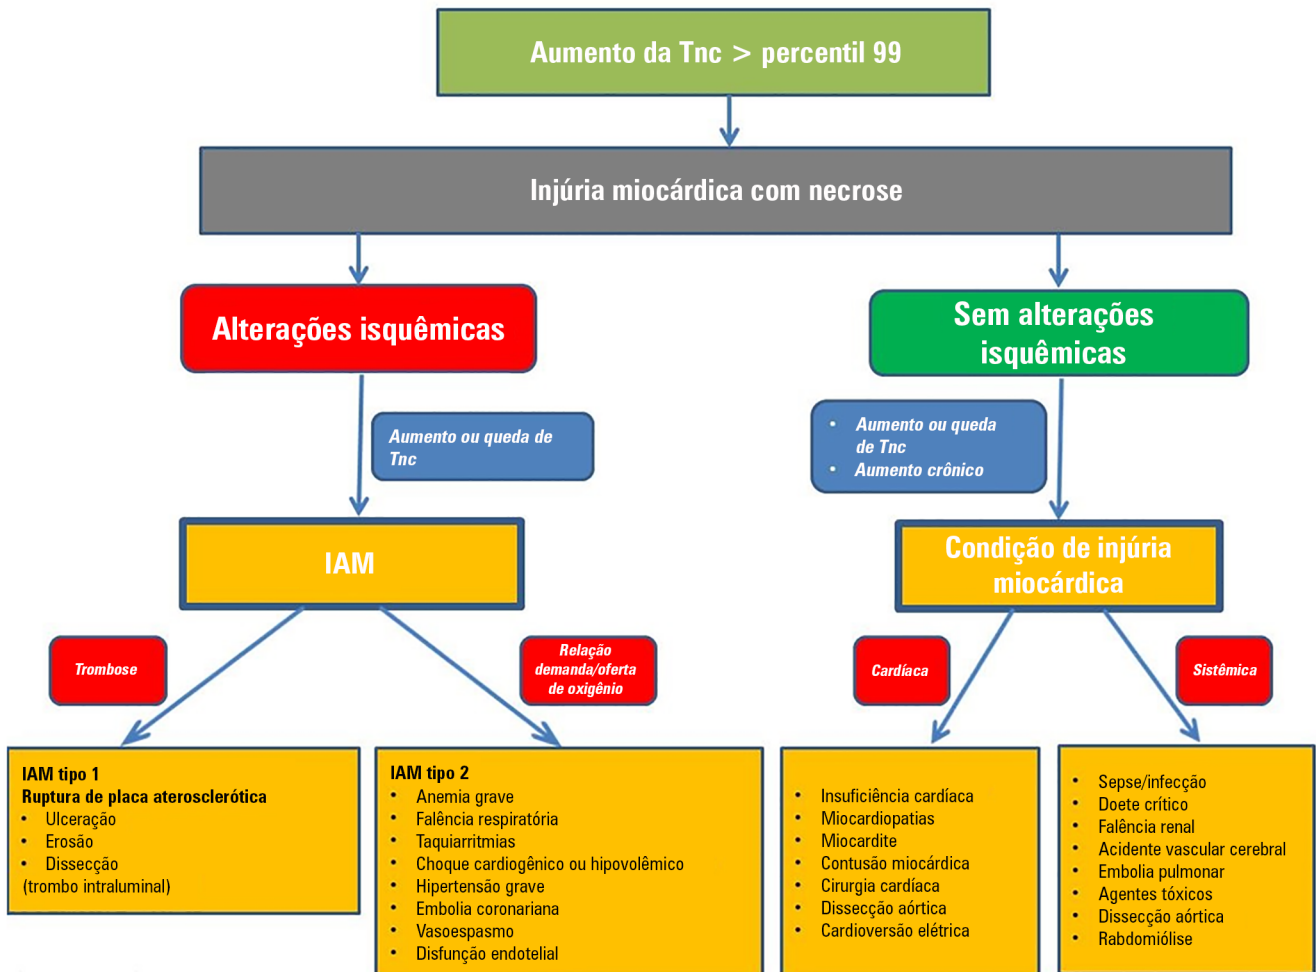 Aumento da Tnc > percentil 99
Injúria miocárdica com necrose
Alterações isquêmicas
Sem alterações
isquêmicas
Aumento ou queda de
Tnc
• Aumento ou queda
de Tnc
• Aumento crônico
IAM
Condição de injúria
miocárdica
Trombose
Relação
demanda/oferta
de oxigênio
Cardíaca
Sistêmica
IAM tipo 1
Ruptura de placa aterosclerótica
• Ulceração
• Erosão
• Dissecção
(trombo intraluminal)
IAM tipo 2
• Anemia grave
• Falência respiratória
• Taquiarritmias
• Choque cardiogênico ou hipovolêmico
• Hipertensão grave
• Embolia coronariana
• Vasoespasmo
• Disfunção endotelial
• Insuficiência cardíaca
• Miocardiopatias
• Miocardite
• Contusão miocárdica
• Cirurgia cardíaca
• Dissecção aórtica
• Cardioversão elétrica
• Sepse/infecção
• Doete crítico
• Falência renal
• Acidente vascular cerebral
• Embolia pulmonar
• Agentes tóxicos
• Dissecção aórtica
• Rabdomiólise